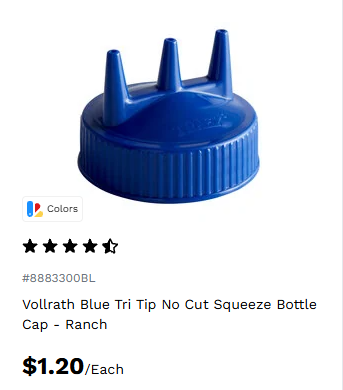 Colors
#8883300BL
Vollrath Blue Tri Tip No Cut Squeeze Bottle
Cap - Ranch
$1.20/Each